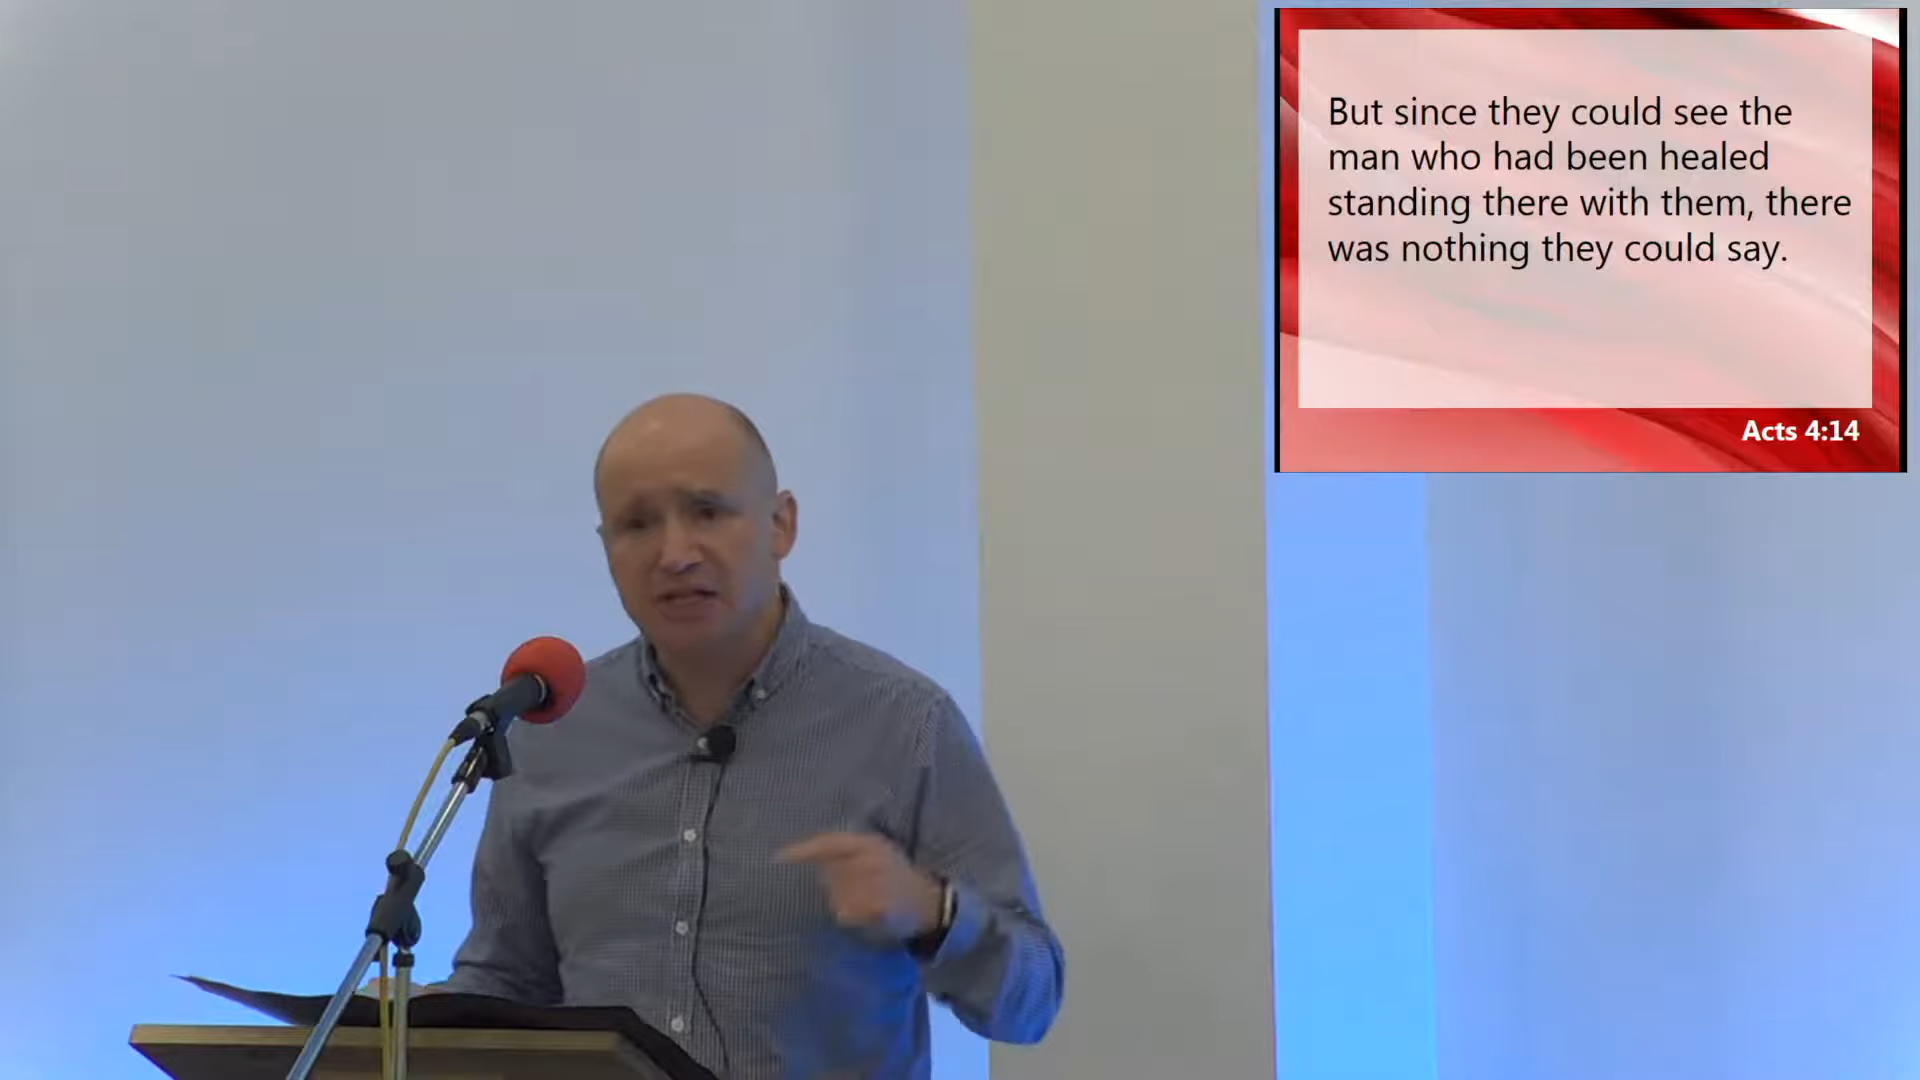 But since they could see the
man who had been healed
standing there with them, there
was nothing they could say.
Acts 4:14